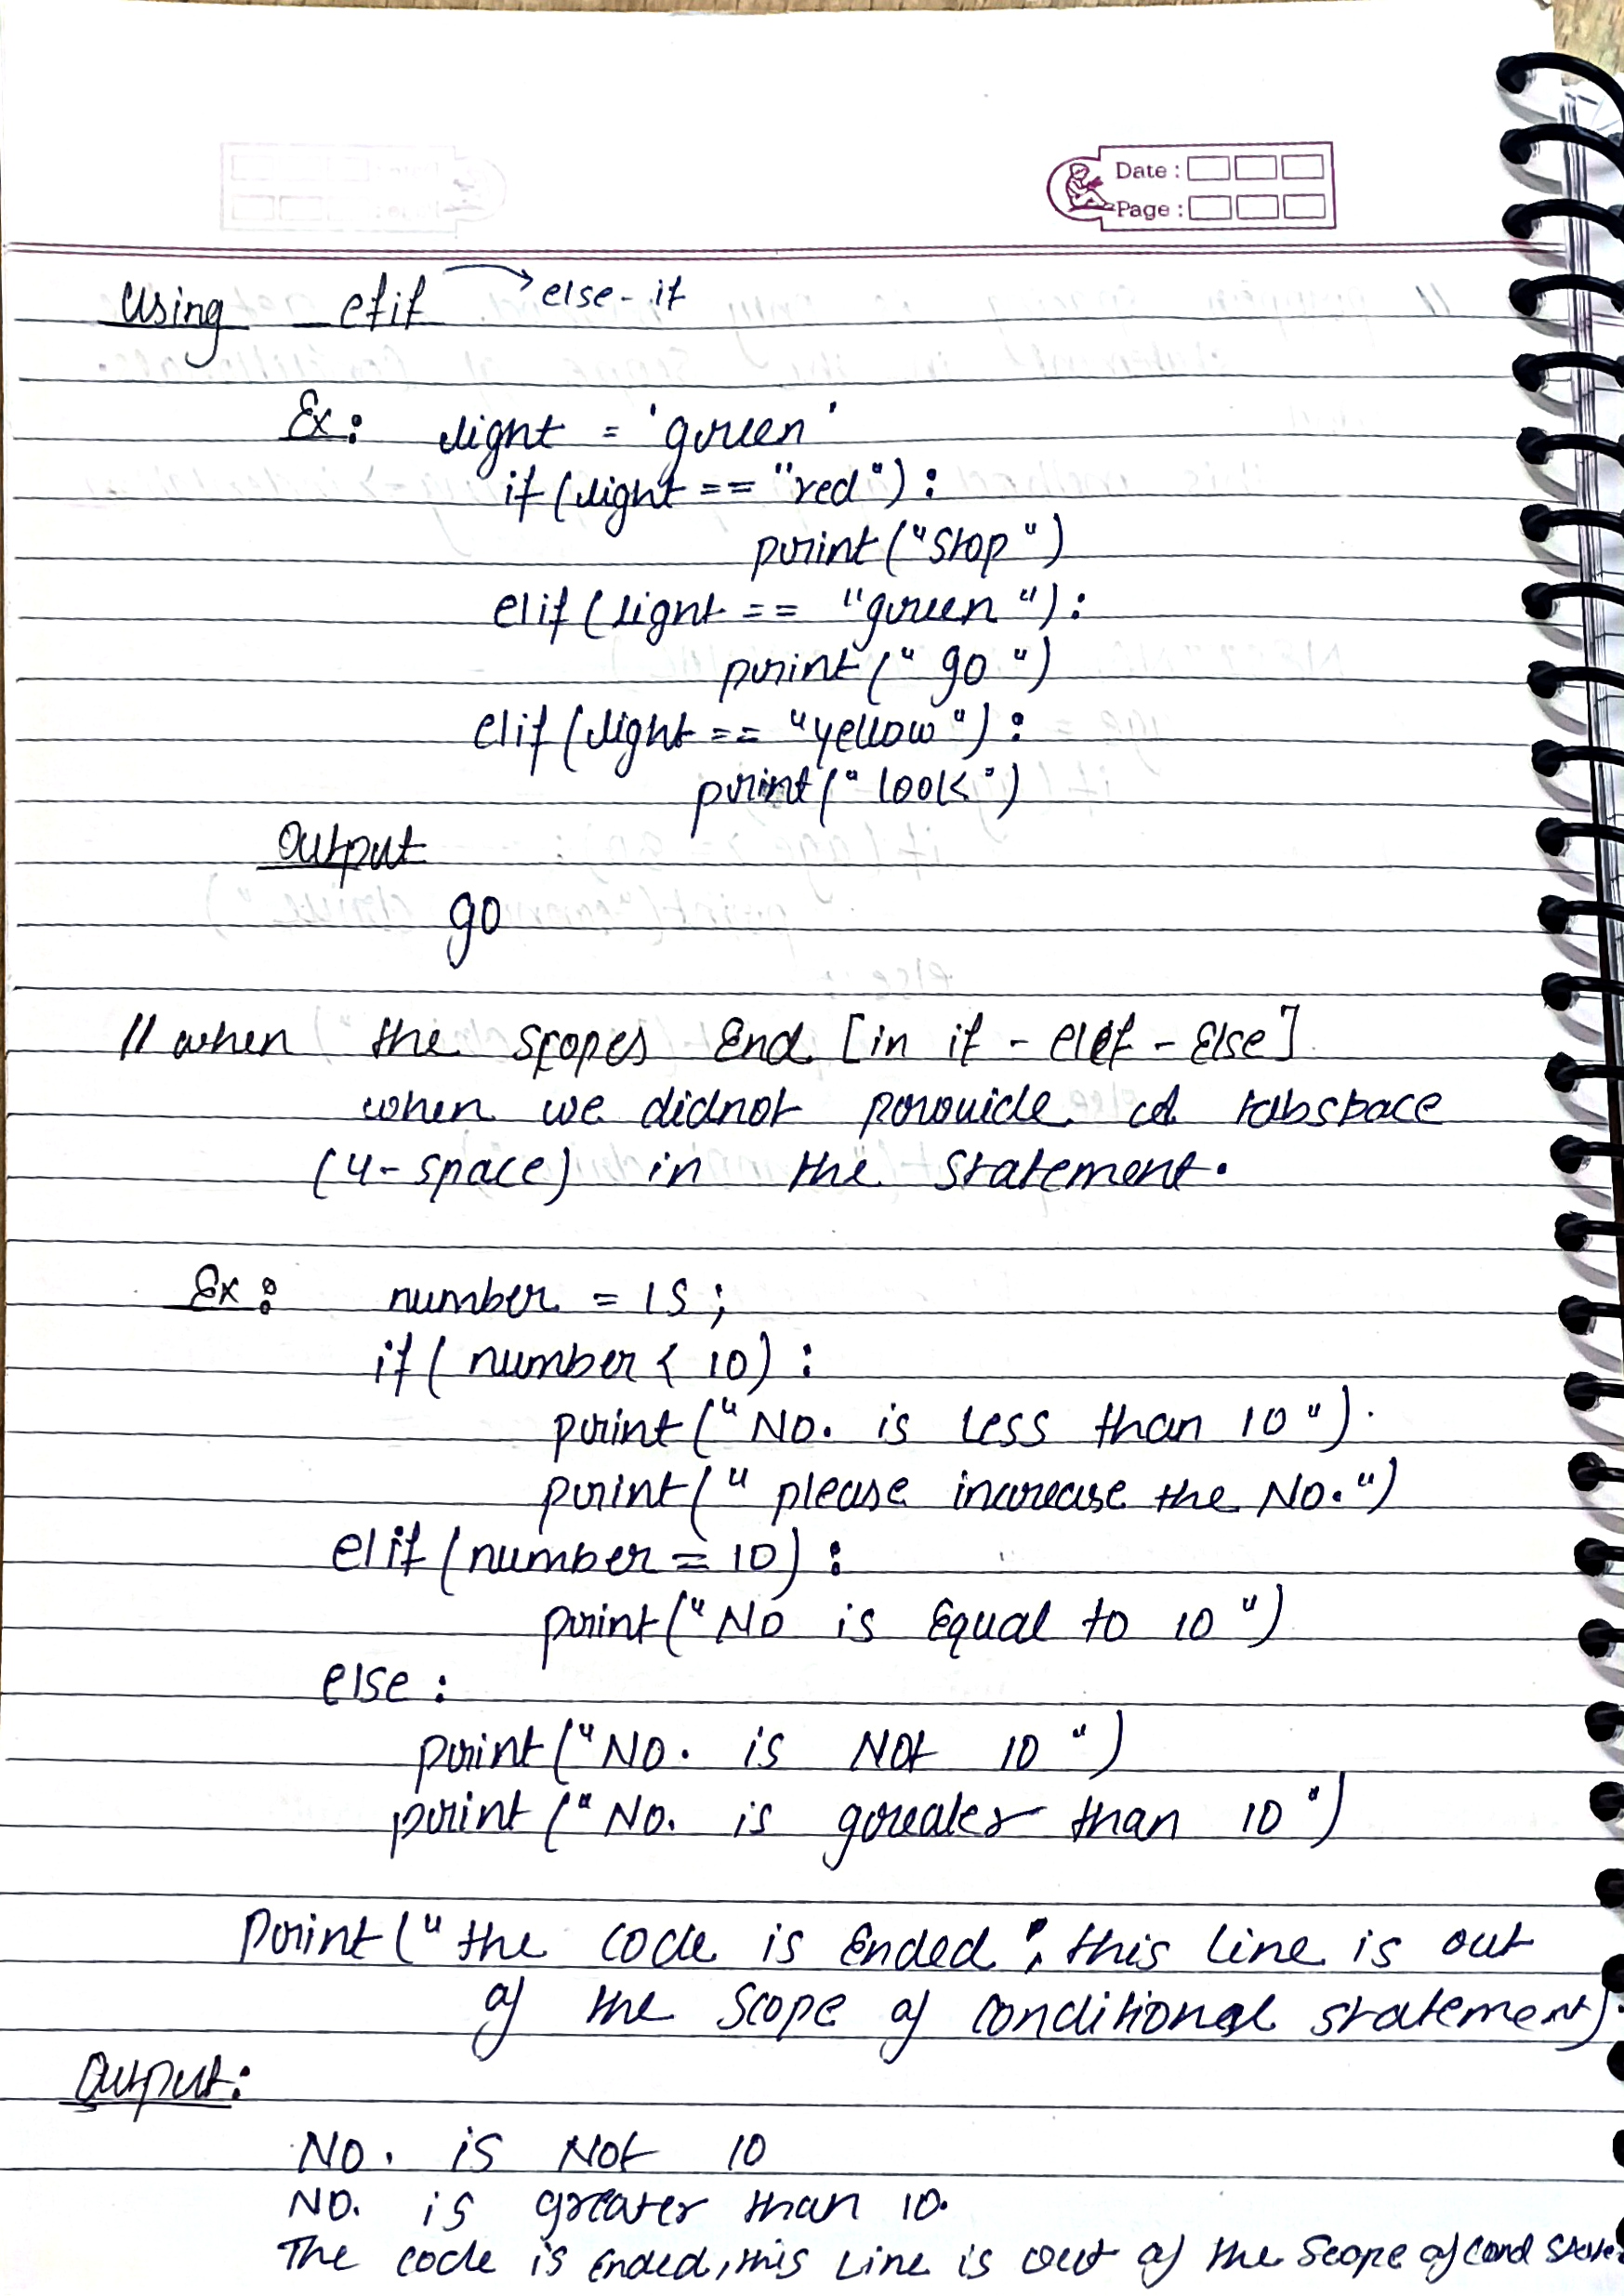 Date :
Page :
Using elif → else-if
Ex: light = 'green'
if (light == "red"):
print("stop")
elif (light == "green"):
print("go")
elif (light == "yellow"):
print("look")
Output
go
// when the scopes End [in if - elif - Else]
when we didnot provide a tabspace
(4-space) in the statement.
Ex: number = 15;
if( number < 10) :
print("No. is less than 10").
print(" please increase the No.")
elif (number = 10) :
print("No is Equal to 10 ")
else :
print("No. is Not 10 ")
print ("No. is greater than 10")
Print ("the code is Ended, this line is out
of the scope of conditional statement)
Output:
No. is Not 10
No. is greater than 10.
The code is Ended, this line is out of the scope of cond